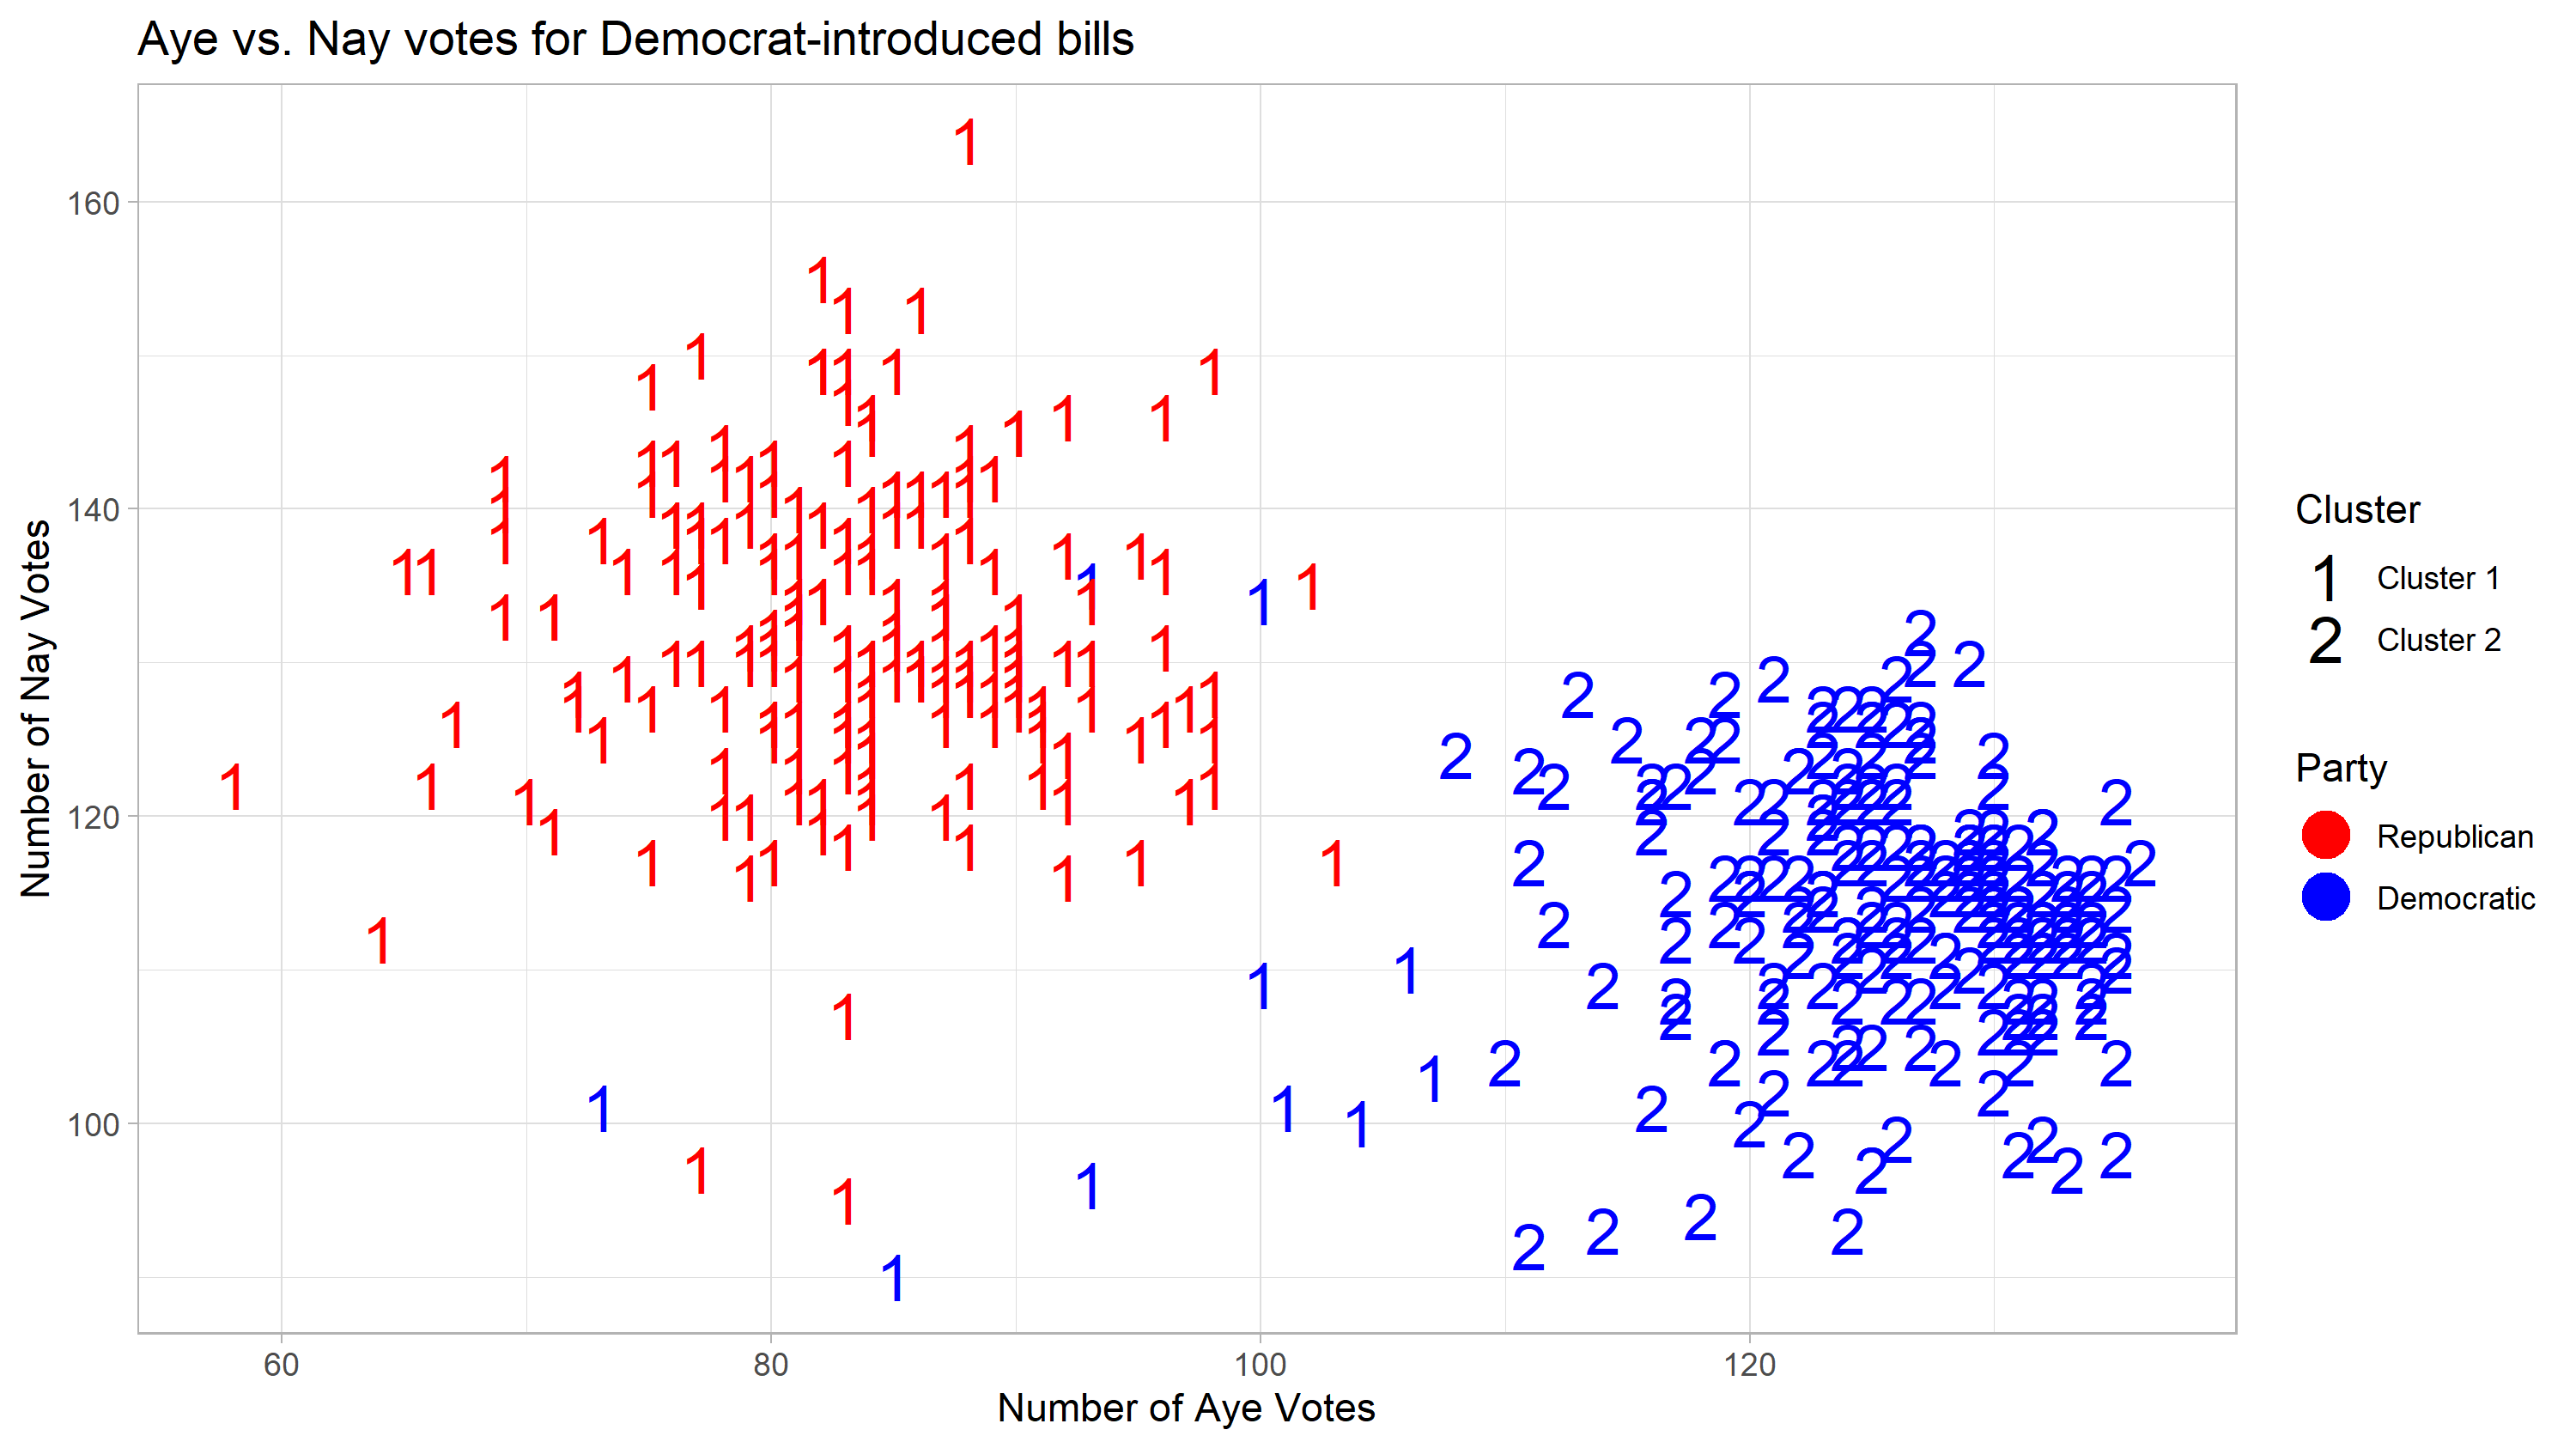 Aye vs. Nay votes for Democrat-introduced bills
Number of Nay Votes
160
140
120
100
60
80
100
120
Number of Aye Votes
Cluster
1 Cluster 1
2 Cluster 2
Party
Republican
Democratic